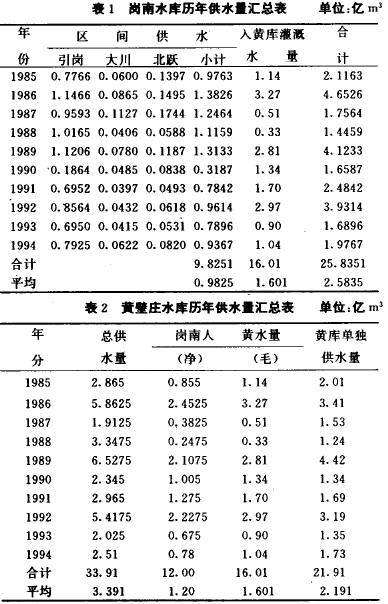 表1 岗南水库历年供水量汇总表 单位:亿 m³
年 区 间 供 水 入黄库灌溉 合
份 引岗 大川 北跃 小计 水 量 计
1985 0.7766 0.0600 0.1397 0.9763 1.14 2.1163
1986 1.1466 0.0865 0.1495 1.3826 3.27 4.6526
1987 0.9593 0.1127 0.1744 1.2464 0.51 1.7564
1988 1.0165 0.0406 0.0588 1.1159 0.33 1.4459
1989 1.1206 0.0780 0.1187 1.3133 2.81 4.1233
1990 0.1864 0.0485 0.0838 0.3187 1.34 1.6587
1991 0.6952 0.0397 0.0493 0.7842 1.70 2.4842
1992 0.8564 0.0432 0.0618 0.9614 2.97 3.9314
1993 0.6950 0.0415 0.0531 0.7896 0.90 1.6896
1994 0.7925 0.0622 0.0820 0.9367 1.04 1.9767
合计 9.8251 16.01 25.8351
平均 0.9825 1.601 2.5835
表2 黄壁庄水库历年供水量汇总表 单位:亿 m³
年 总供 岗南入 黄水量 黄库单独
分 水量 (净) (毛) 供水量
1985 2.865 0.855 1.14 2.01
1986 5.8625 2.4525 3.27 3.41
1987 1.9125 0.3825 0.51 1.53
1988 3.3475 0.2475 0.33 1.24
1989 6.5275 2.1075 2.81 4.42
1990 2.345 1.005 1.34 1.34
1991 2.965 1.275 1.70 1.69
1992 5.4175 2.2275 2.97 3.19
1993 2.025 0.675 0.90 1.35
1994 2.51 0.78 1.04 1.73
合计 33.91 12.00 16.01 21.91
平均 3.391 1.20 1.601 2.191